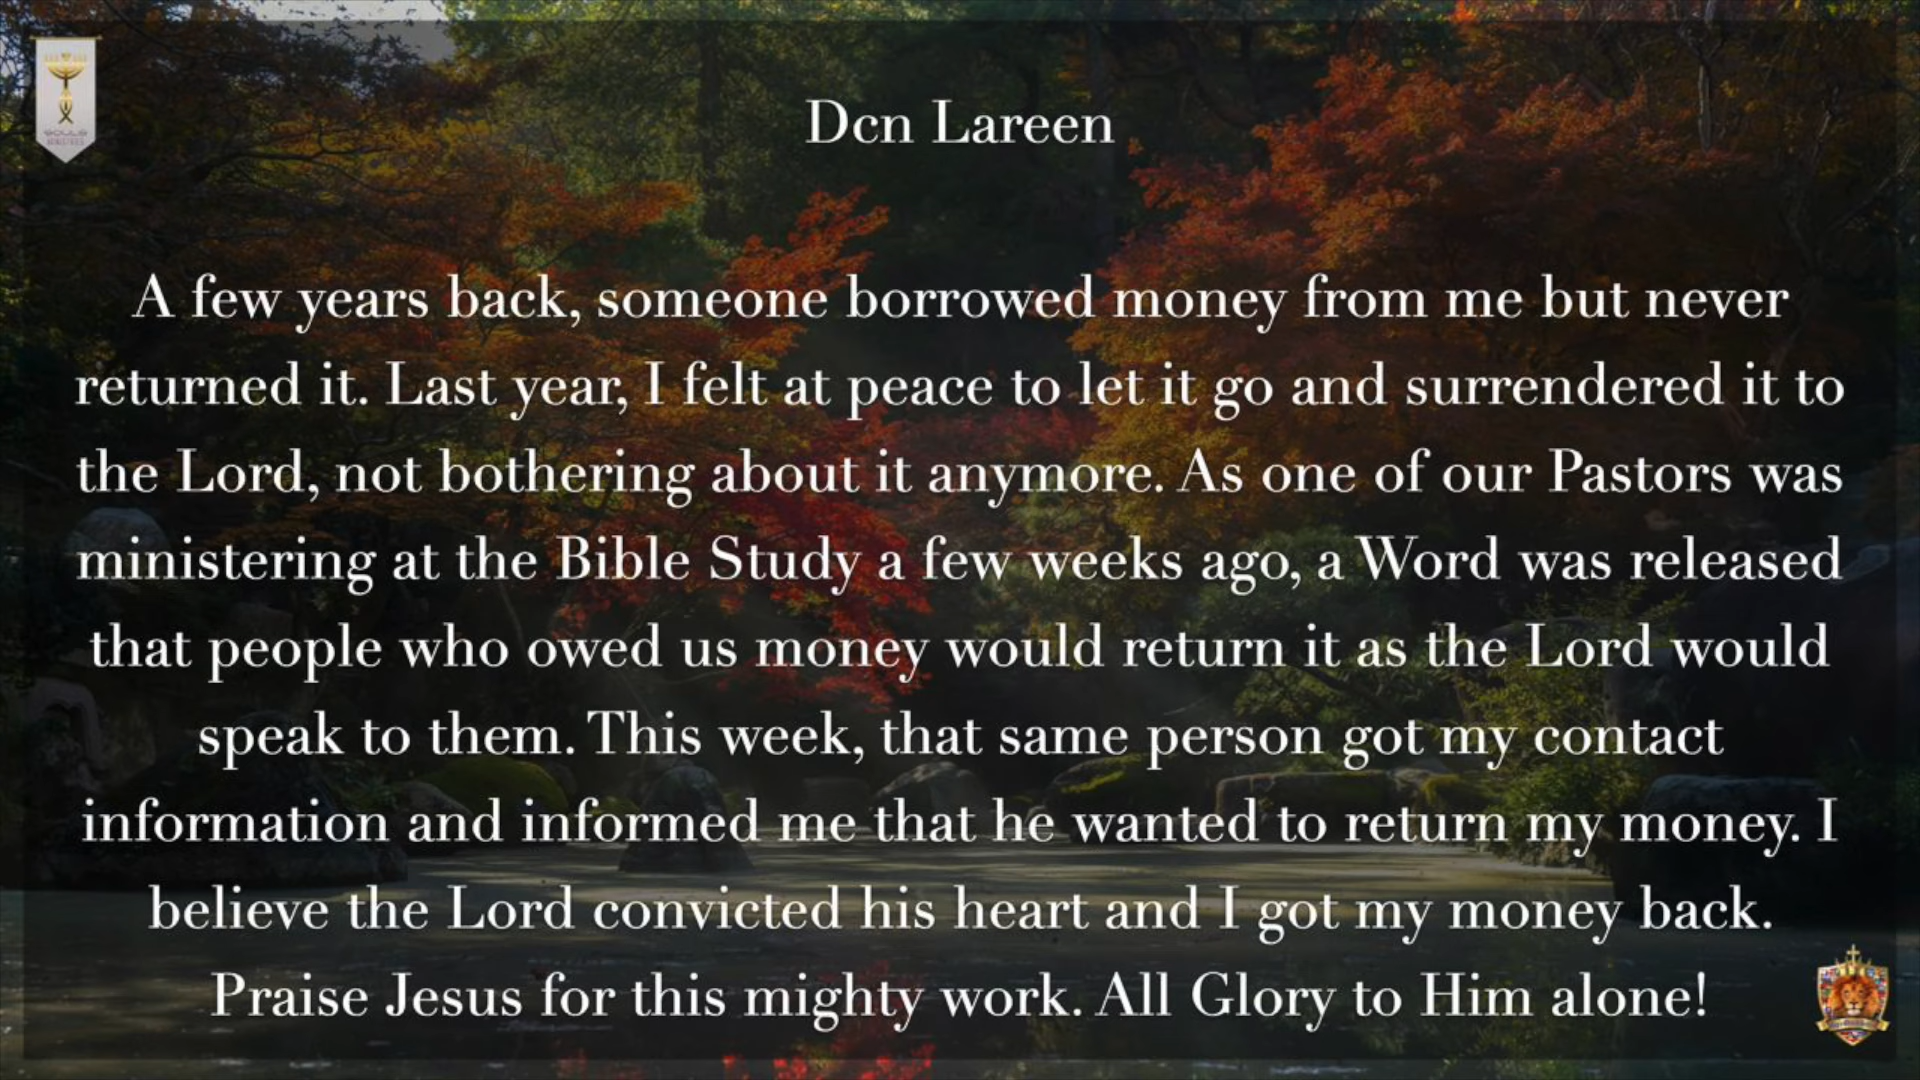 SOULS
MINISTRIES
Dcn Lareen
A few years back, someone borrowed money from me but never
returned it. Last year, I felt at peace to let it go and surrendered it to
the Lord, not bothering about it anymore. As one of our Pastors was
ministering at the Bible Study a few weeks ago, a Word was released
that people who owed us money would return it as the Lord would
speak to them. This week, that same person got my contact
information and informed me that he wanted to return my money. I
believe the Lord convicted his heart and I got my money back.
Praise Jesus for this mighty work. All Glory to Him alone!